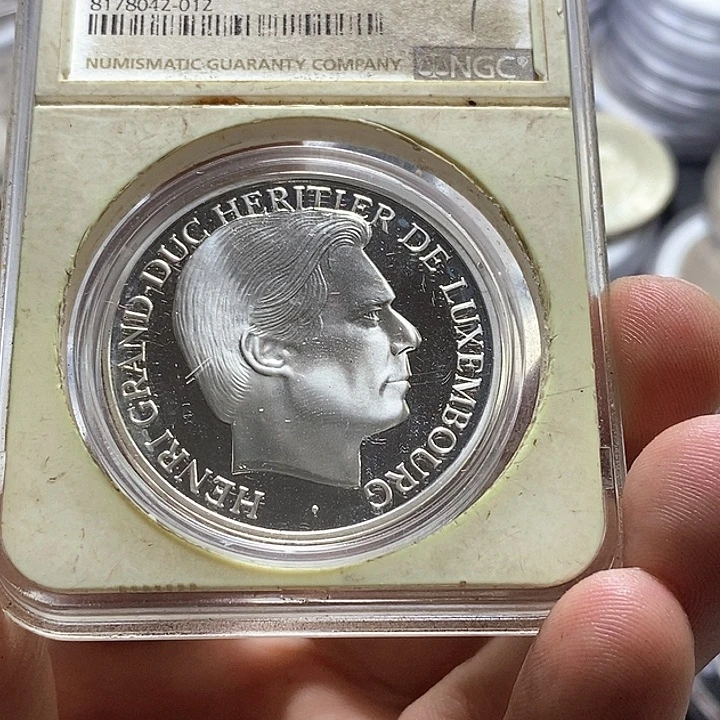 8178042-012
NUMISMATIC GUARANTY COMPANY NGC
HENRI·GRAND-DUC HERITIER DE LUXEMBOURG